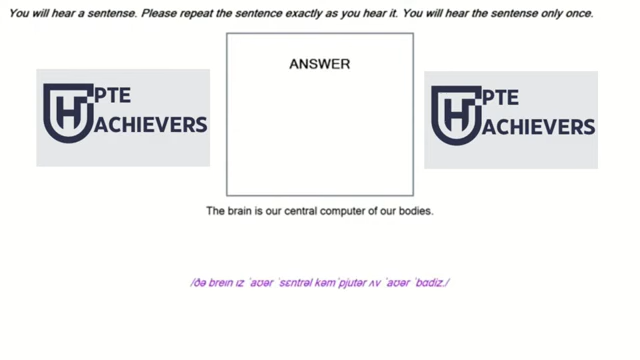 You will hear a sentence. Please repeat the sentence exactly as you hear it. You will hear the sentence only once.
ANSWER
H PTE
ACHIEVERS
H PTE
ACHIEVERS
The brain is our central computer of our bodies.
/ðə breɪn ɪz ˈaʊər ˈsɛntrəl kəmˈpjutər ʌv ˈaʊər ˈbɑdiz./